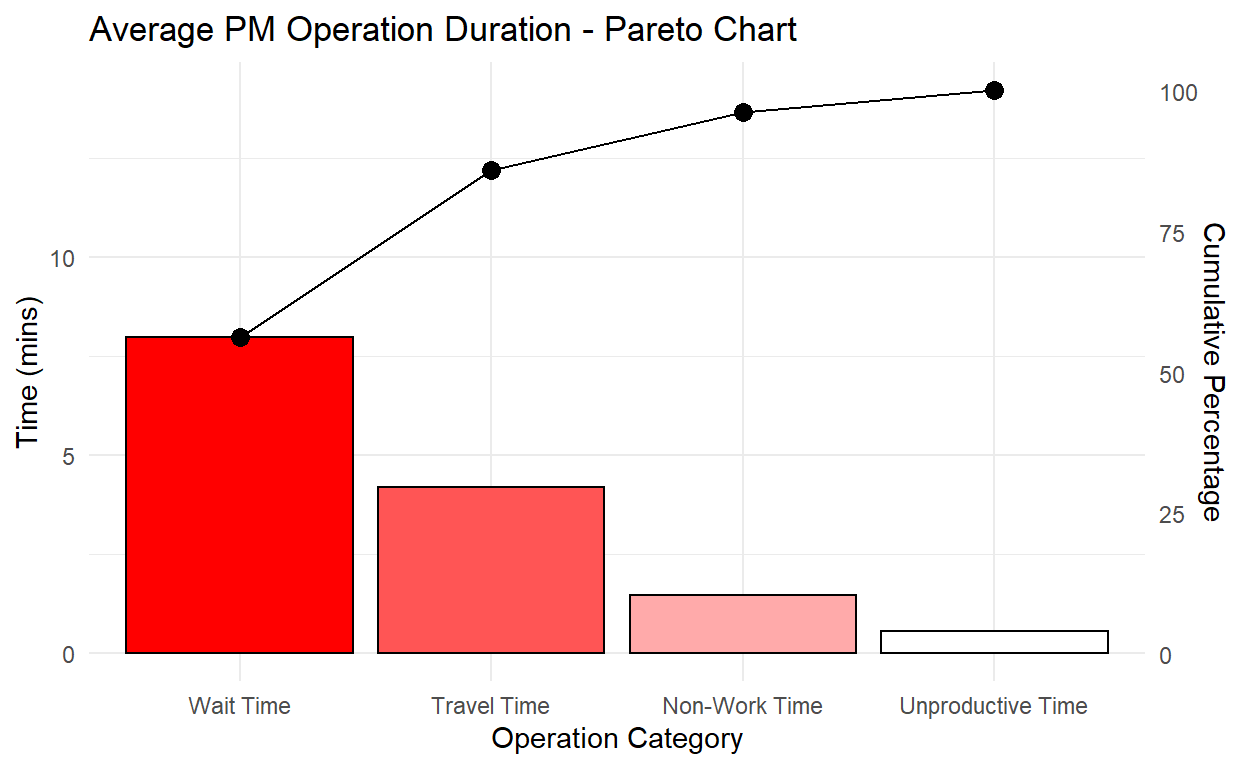 Average PM Operation Duration - Pareto Chart
Time (mins)
10
5
0
100
75
50
25
0
Cumulative Percentage
Wait Time
Travel Time
Non-Work Time
Unproductive Time
Operation Category